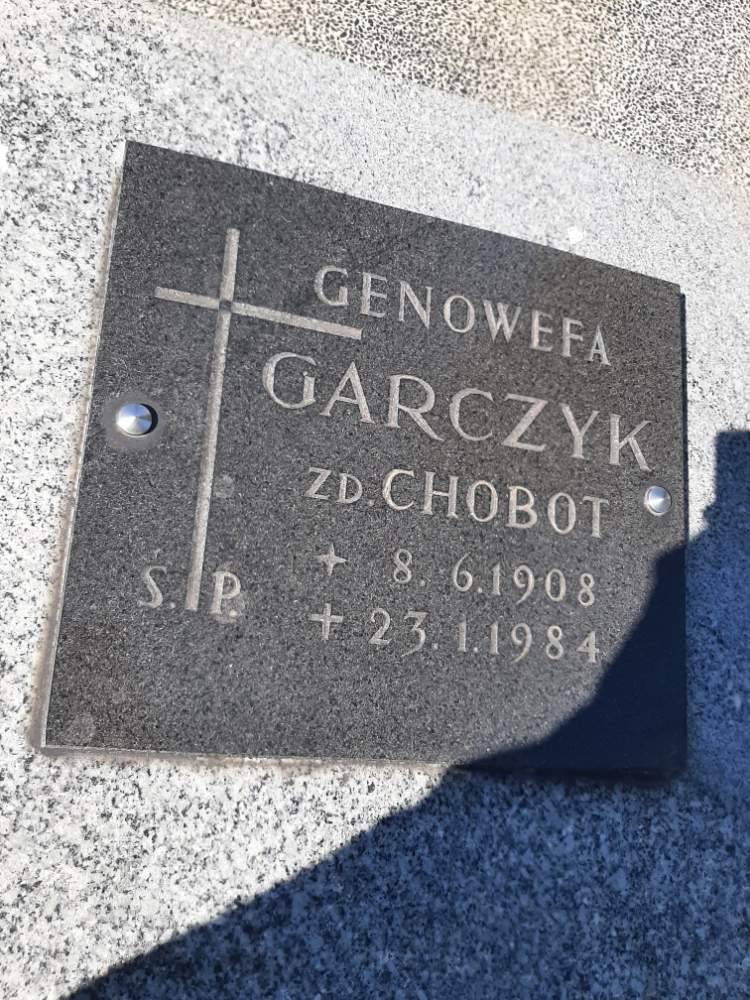 GENOWEFA
GARCZYK
ZD. CHOBOT
+ 8. 6. 1908
+ 23. 1. 1984
Ś. P.